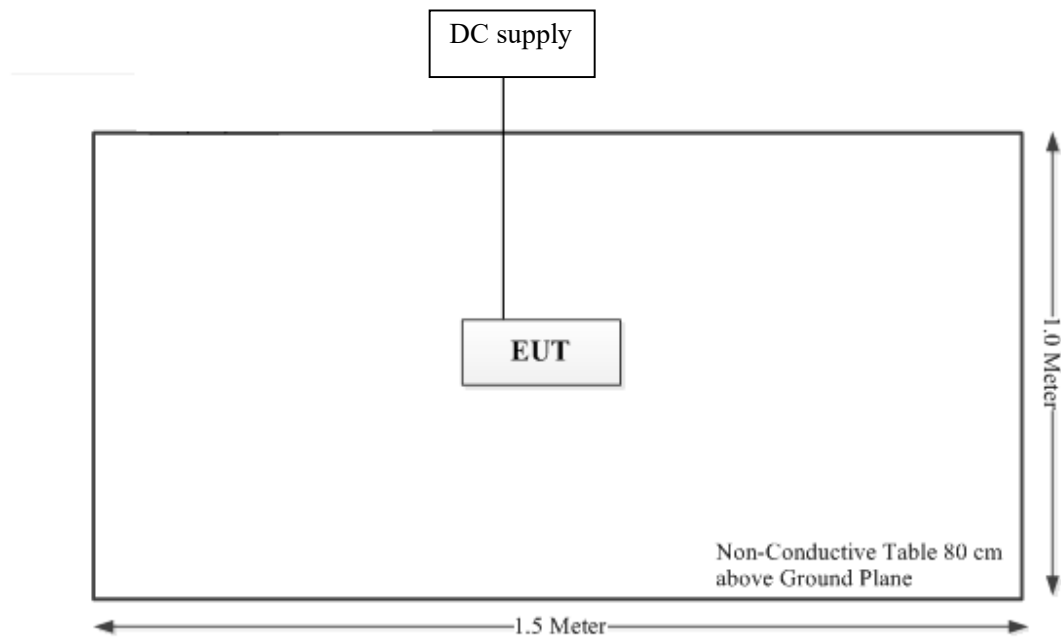 DC supply
EUT
1.0 Meter
Non-Conductive Table 80 cm
above Ground Plane
1.5 Meter